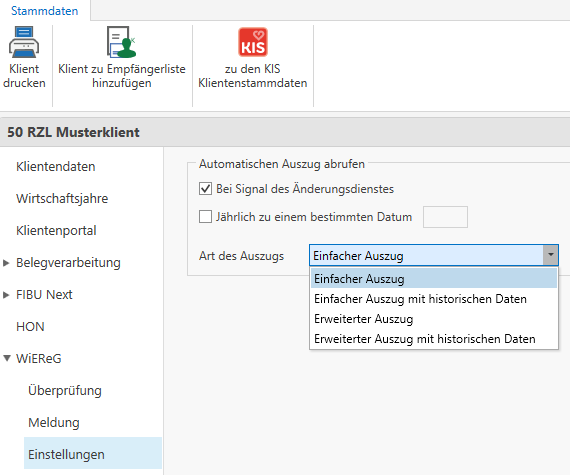 Stammdaten
Klient
drucken
Klient zu Empfängerliste
hinzufügen
KIS
zu den KIS
Klientenstammdaten
50 RZL Musterklient
Klientendaten
Wirtschaftsjahre
Klientenportal
Belegverarbeitung
FIBU Next
HON
WiEReG
Überprüfung
Meldung
Einstellungen
Automatischen Auszug abrufen
Bei Signal des Änderungsdienstes
Jährlich zu einem bestimmten Datum
Art des Auszugs
Einfacher Auszug
Einfacher Auszug
Einfacher Auszug mit historischen Daten
Erweiterter Auszug
Erweiterter Auszug mit historischen Daten